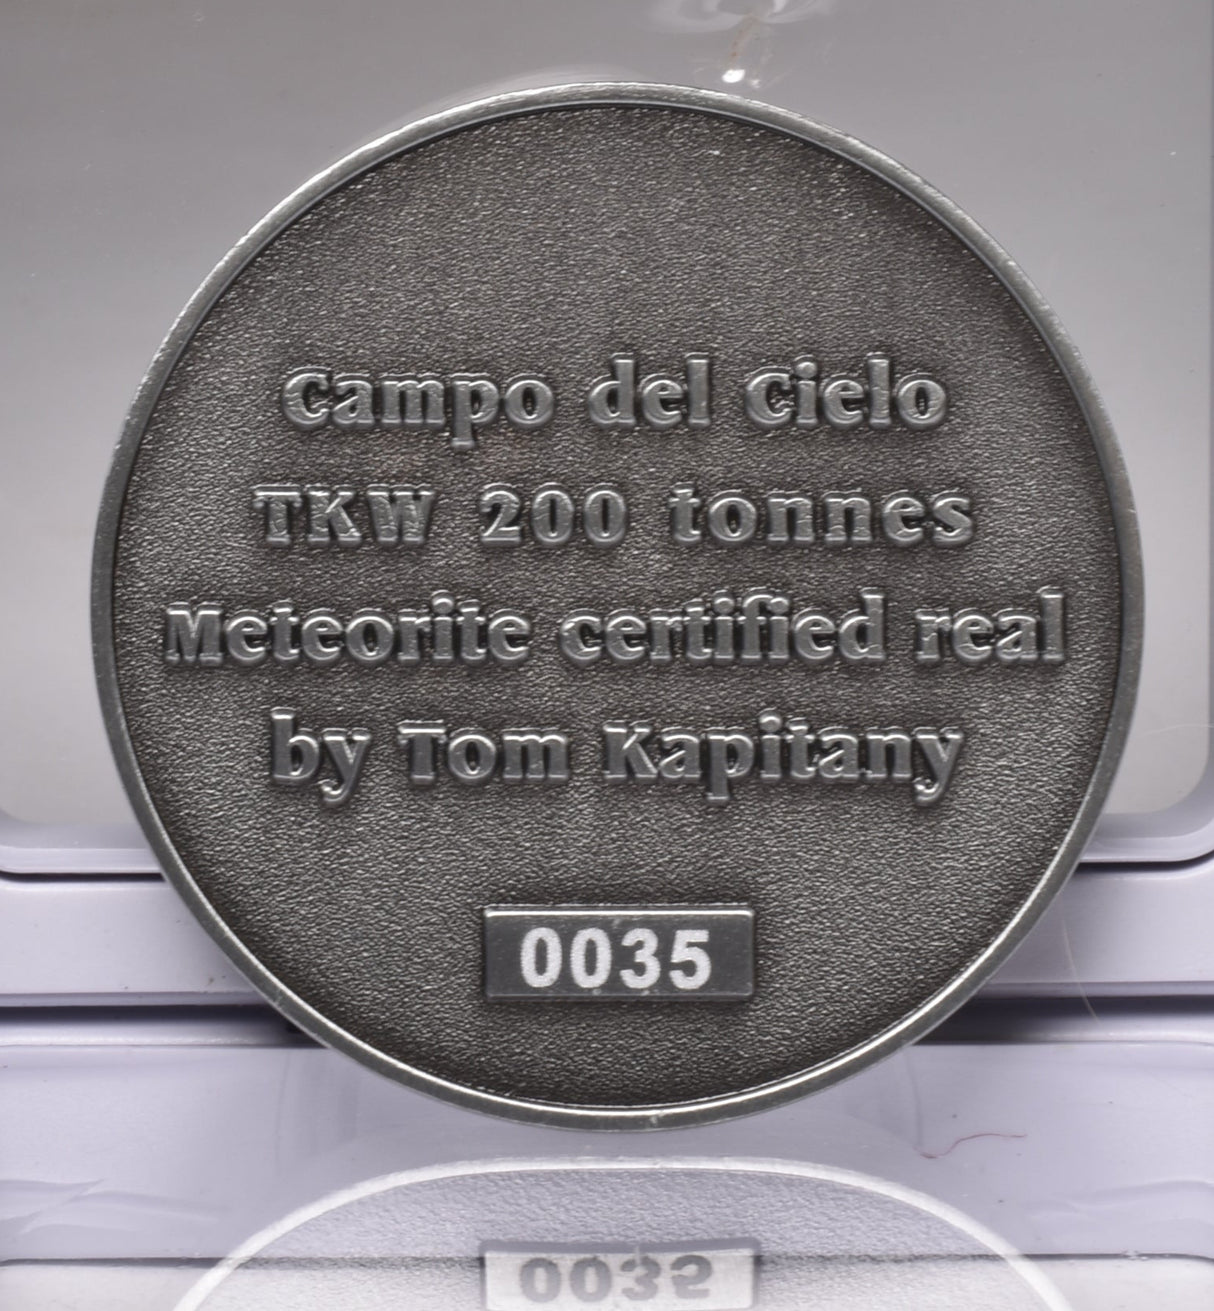 Campo del Cielo
TKW 200 tonnes
Meteorite certified real
by Tom Kapitany
0035